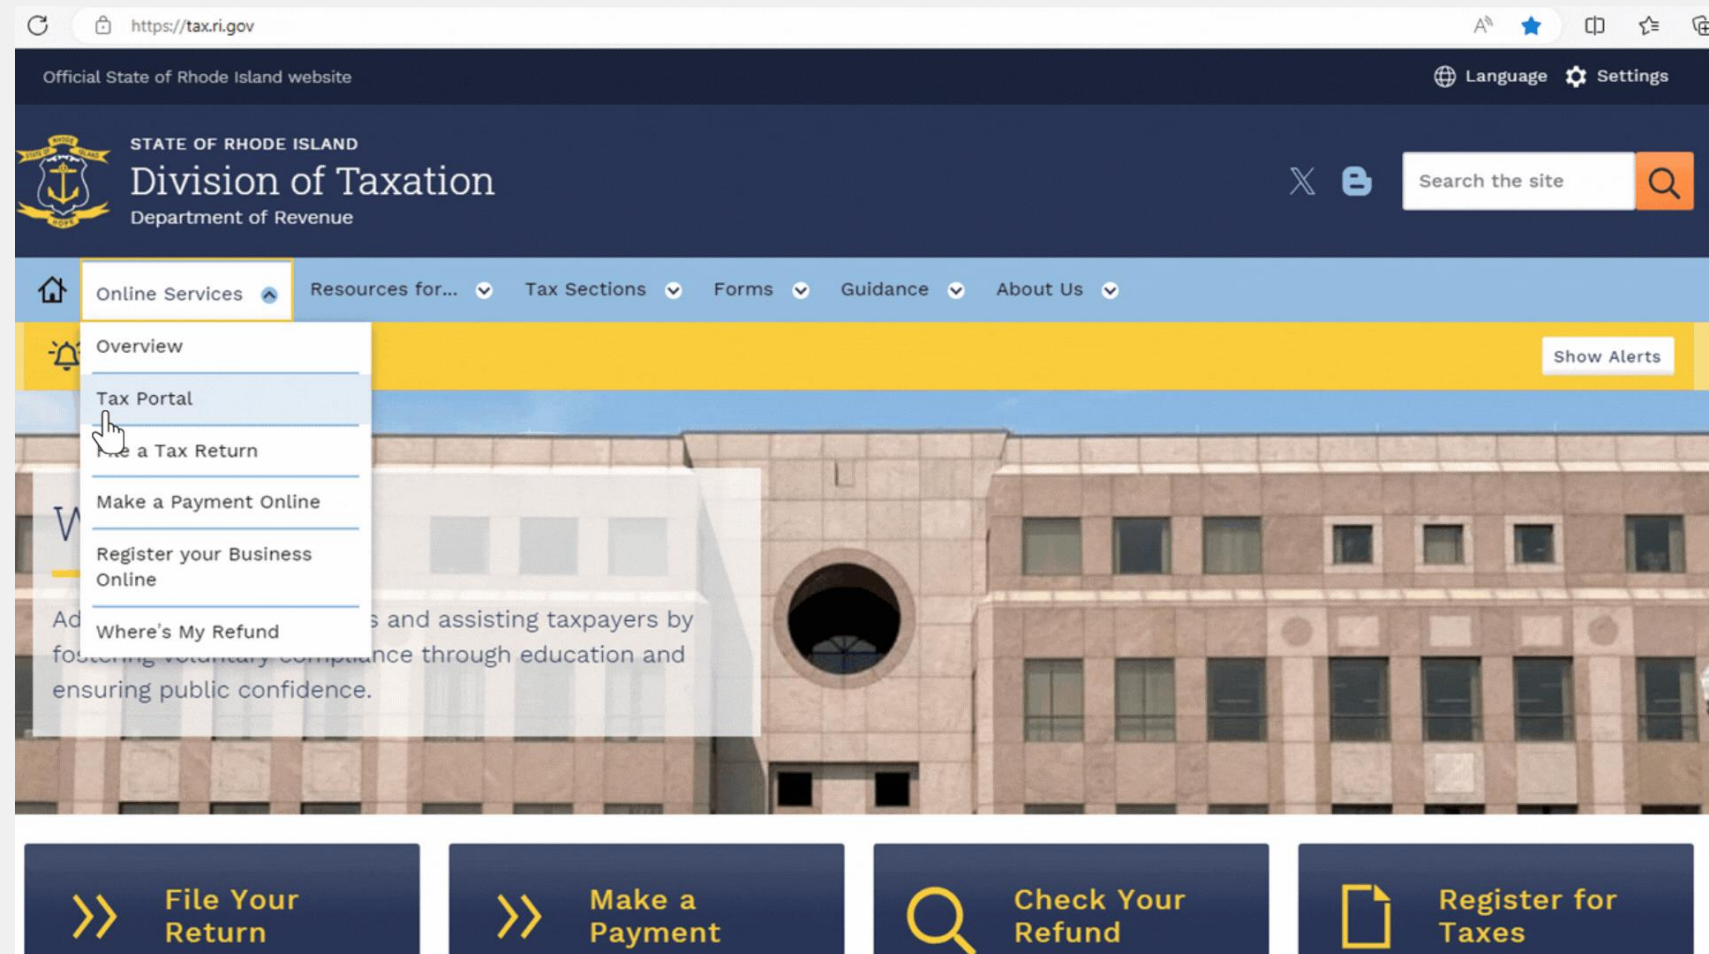 https://tax.ri.gov
Official State of Rhode Island website
Language
Settings
STATE OF RHODE ISLAND
Division of Taxation
Department of Revenue
Search the site
Online Services
Resources for...
Tax Sections
Forms
Guidance
About Us
Show Alerts
Overview
Tax Portal
a Tax Return
Make a Payment Online
Register your Business
Online
Where's My Refund
and assisting taxpayers by
through education and
ensuring public confidence.
File Your
Return
Make a
Payment
Check Your
Refund
Register for
Taxes